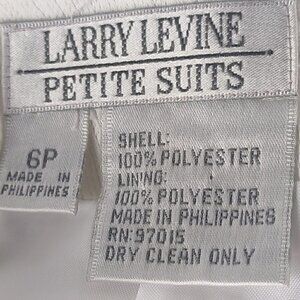 LARRY LEVINE
PETITE SUITS
6P
MADE IN
PHILIPPINES
SHELL:
100% POLYESTER
LINING:
100% POLYESTER
MADE IN PHILIPPINES
RN:97015
DRY CLEAN ONLY